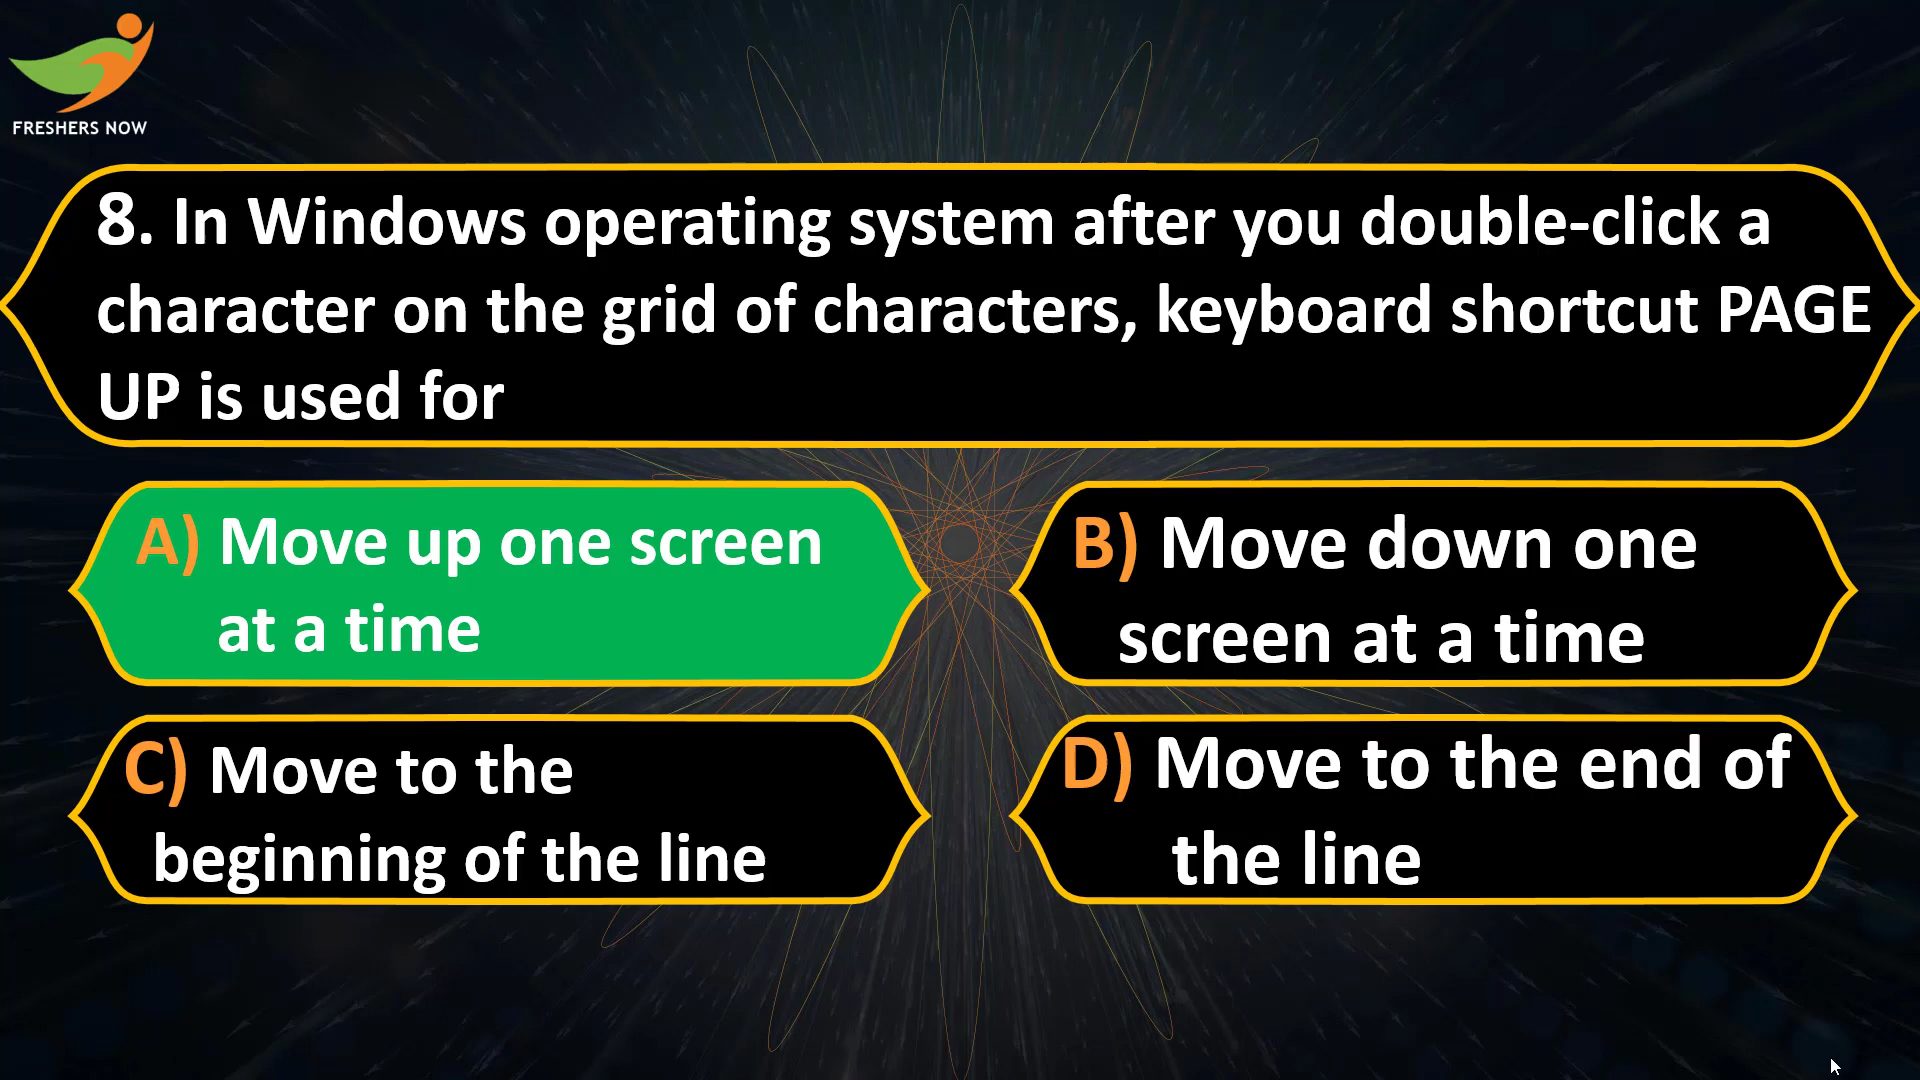 FRESHERS NOW
8. In Windows operating system after you double-click a
character on the grid of characters, keyboard shortcut PAGE
UP is used for
A) Move up one screen
at a time
B) Move down one
screen at a time
C) Move to the
beginning of the line
D) Move to the end of
the line